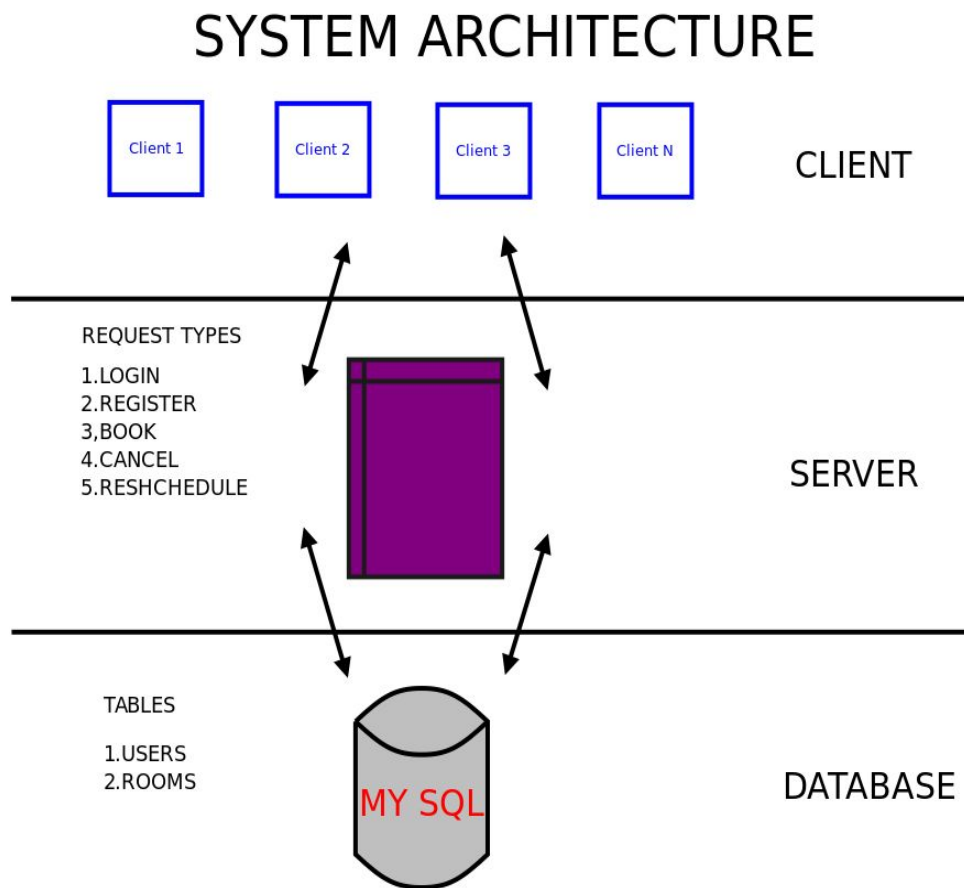 SYSTEM ARCHITECTURE
Client 1
Client 2
Client 3
Client N
CLIENT
REQUEST TYPES
1.LOGIN
2.REGISTER
3,BOOK
4.CANCEL
5.RESHCHEDULE
SERVER
TABLES
1.USERS
2.ROOMS
MY SQL
DATABASE